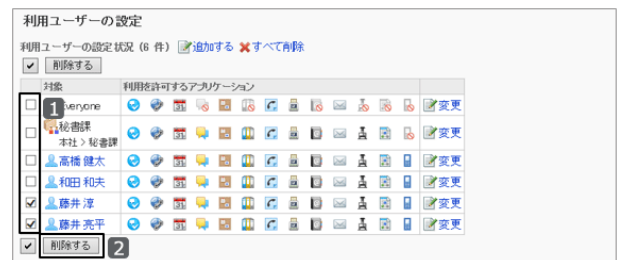 利用ユーザーの設定
利用ユーザーの設定状況 (6 件) 追加する すべて削除
削除する
対象 利用を許可するアプリケーション
1 Everyone 変更
秘書課
本社 > 秘書課 変更
高橋 健太 変更
和田 和夫 変更
藤井 淳 変更
藤井 亮平 変更
削除する 2